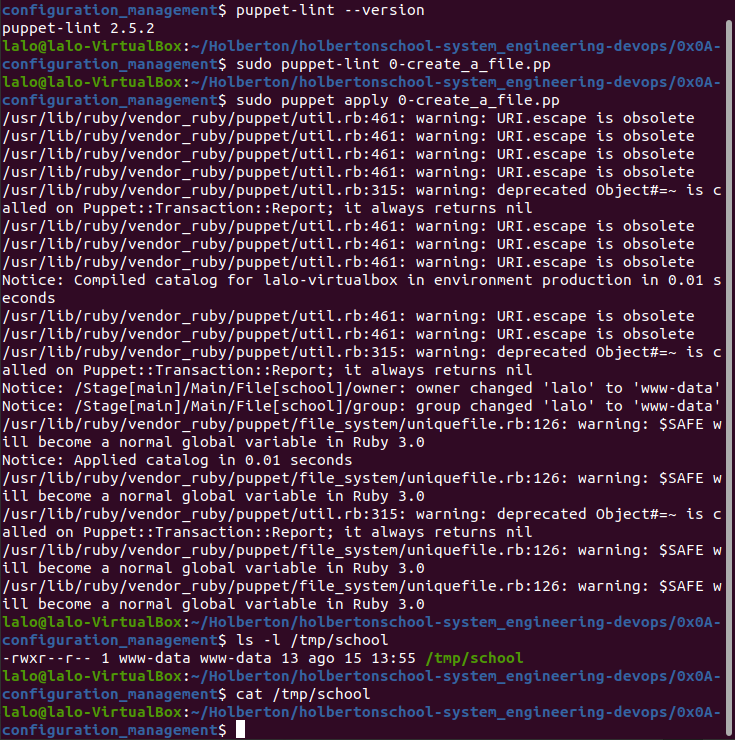 configuration_management$ puppet-lint --version
puppet-lint 2.5.2
lalo@lalo-VirtualBox:~/Holberton/holbertonschool-system_engineering-devops/0x0A-
configuration_management$ sudo puppet-lint 0-create_a_file.pp
lalo@lalo-VirtualBox:~/Holberton/holbertonschool-system_engineering-devops/0x0A-
configuration_management$ sudo puppet apply 0-create_a_file.pp
/usr/lib/ruby/vendor_ruby/puppet/util.rb:461: warning: URI.escape is obsolete
/usr/lib/ruby/vendor_ruby/puppet/util.rb:461: warning: URI.escape is obsolete
/usr/lib/ruby/vendor_ruby/puppet/util.rb:461: warning: URI.escape is obsolete
/usr/lib/ruby/vendor_ruby/puppet/util.rb:461: warning: URI.escape is obsolete
/usr/lib/ruby/vendor_ruby/puppet/util.rb:315: warning: deprecated Object#=~ is c
alled on Puppet::Transaction::Report; it always returns nil
/usr/lib/ruby/vendor_ruby/puppet/util.rb:461: warning: URI.escape is obsolete
/usr/lib/ruby/vendor_ruby/puppet/util.rb:461: warning: URI.escape is obsolete
/usr/lib/ruby/vendor_ruby/puppet/util.rb:461: warning: URI.escape is obsolete
Notice: Compiled catalog for lalo-virtualbox in environment production in 0.01 s
econds
/usr/lib/ruby/vendor_ruby/puppet/util.rb:461: warning: URI.escape is obsolete
/usr/lib/ruby/vendor_ruby/puppet/util.rb:461: warning: URI.escape is obsolete
/usr/lib/ruby/vendor_ruby/puppet/util.rb:315: warning: deprecated Object#=~ is c
alled on Puppet::Transaction::Report; it always returns nil
Notice: /Stage[main]/Main/File[school]/owner: owner changed 'lalo' to 'www-data'
Notice: /Stage[main]/Main/File[school]/group: group changed 'lalo' to 'www-data'
/usr/lib/ruby/vendor_ruby/puppet/file_system/uniquefile.rb:126: warning: $SAFE w
ill become a normal global variable in Ruby 3.0
Notice: Applied catalog in 0.01 seconds
/usr/lib/ruby/vendor_ruby/puppet/file_system/uniquefile.rb:126: warning: $SAFE w
ill become a normal global variable in Ruby 3.0
/usr/lib/ruby/vendor_ruby/puppet/util.rb:315: warning: deprecated Object#=~ is c
alled on Puppet::Transaction::Report; it always returns nil
/usr/lib/ruby/vendor_ruby/puppet/file_system/uniquefile.rb:126: warning: $SAFE w
ill become a normal global variable in Ruby 3.0
/usr/lib/ruby/vendor_ruby/puppet/file_system/uniquefile.rb:126: warning: $SAFE w
ill become a normal global variable in Ruby 3.0
lalo@lalo-VirtualBox:~/Holberton/holbertonschool-system_engineering-devops/0x0A-
configuration_management$ ls -l /tmp/school
-rwxr--r-- 1 www-data www-data 13 ago 15 13:55 /tmp/school
lalo@lalo-VirtualBox:~/Holberton/holbertonschool-system_engineering-devops/0x0A-
configuration_management$ cat /tmp/school
lalo@lalo-VirtualBox:~/Holberton/holbertonschool-system_engineering-devops/0x0A-
configuration_management$